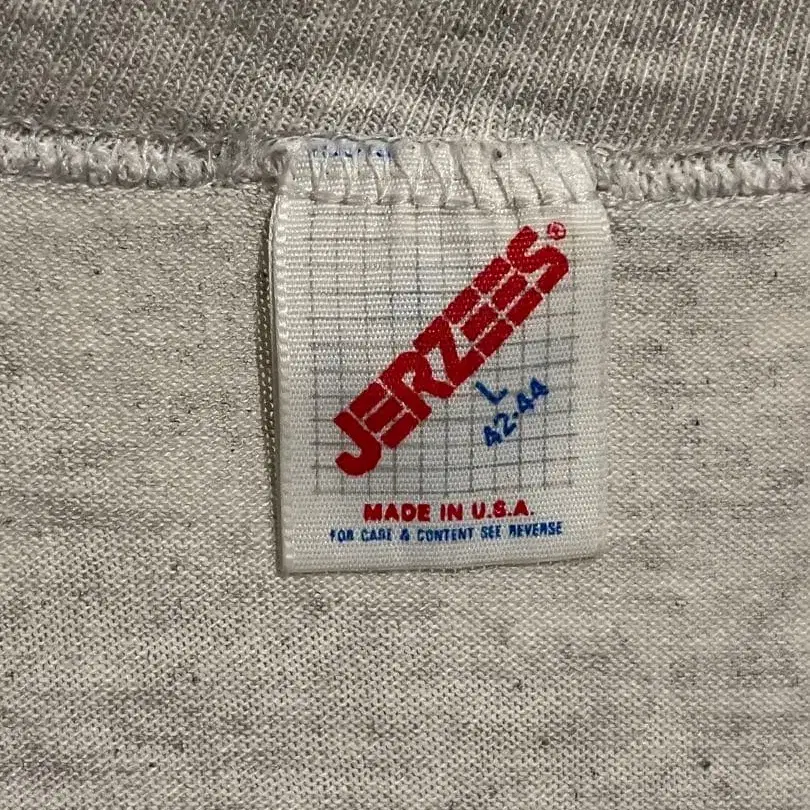 JERZEES®
L
42-44
MADE IN U.S.A.
FOR CARE & CONTENT SEE REVERSE